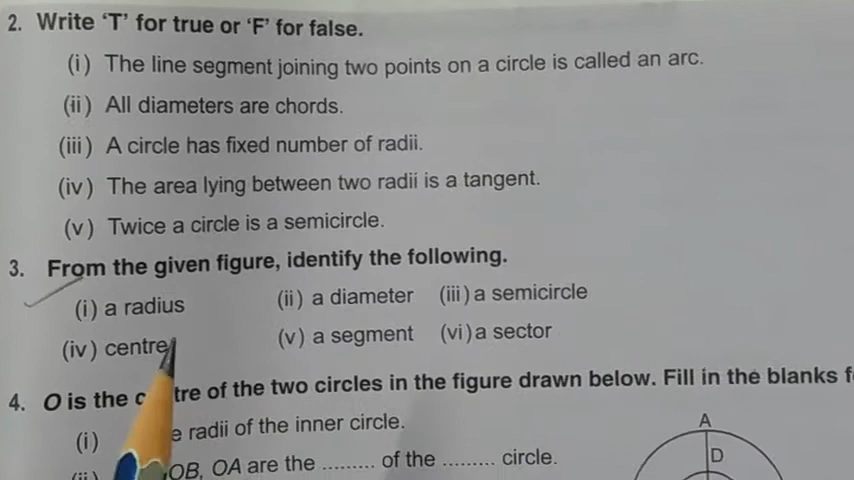 2. Write ‘T’ for true or ‘F’ for false.
(i) The line segment joining two points on a circle is called an arc.
(ii) All diameters are chords.
(iii) A circle has fixed number of radii.
(iv) The area lying between two radii is a tangent.
(v) Twice a circle is a semicircle.
3. From the given figure, identify the following.
(i) a radius (ii) a diameter (iii) a semicircle
(iv) centre (v) a segment (vi) a sector
4. O is the tre of the two circles in the figure drawn below. Fill in the blanks
(i) radii of the inner circle.
A
D
OB, OA are the ......... of the ......... circle.